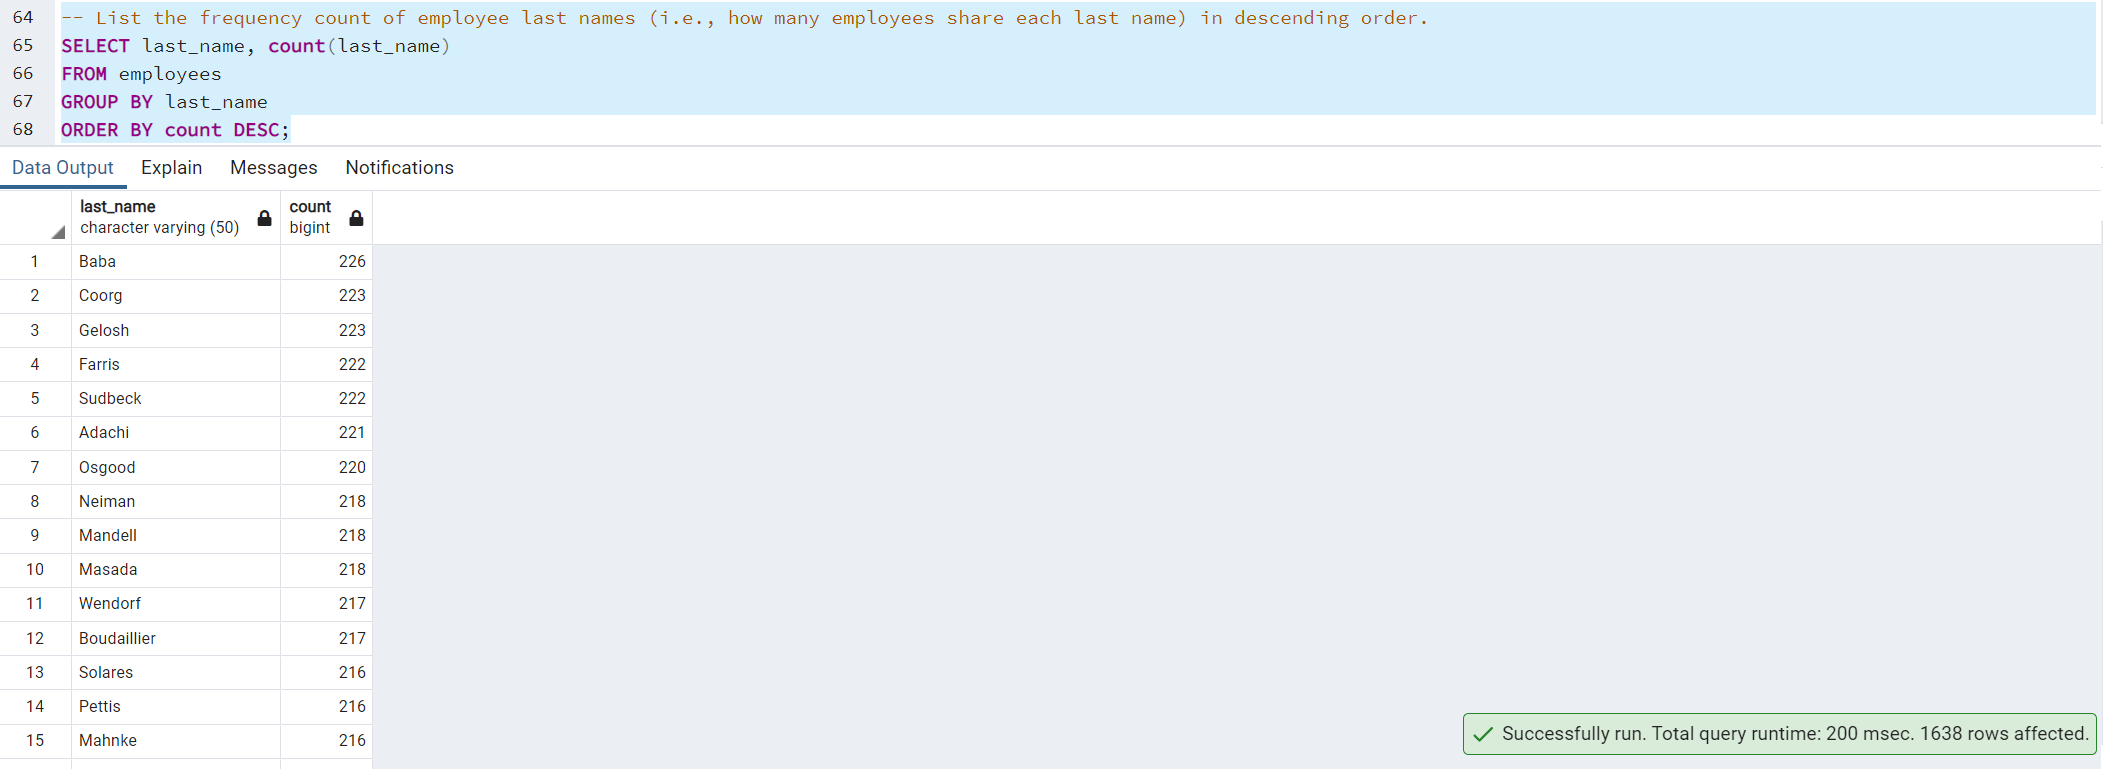 64 -- List the frequency count of employee last names (i.e., how many employees share each last name) in descending order.
65 SELECT last_name, count(last_name)
66 FROM employees
67 GROUP BY last_name
68 ORDER BY count DESC;
Data Output Explain Messages Notifications
last_name count
character varying (50) bigint
1 Baba 226
2 Coorg 223
3 Gelosh 223
4 Farris 222
5 Sudbeck 222
6 Adachi 221
7 Osgood 220
8 Neiman 218
9 Mandell 218
10 Masada 218
11 Wendorf 217
12 Boudaillier 217
13 Solares 216
14 Pettis 216
15 Mahnke 216
Successfully run. Total query runtime: 200 msec. 1638 rows affected.